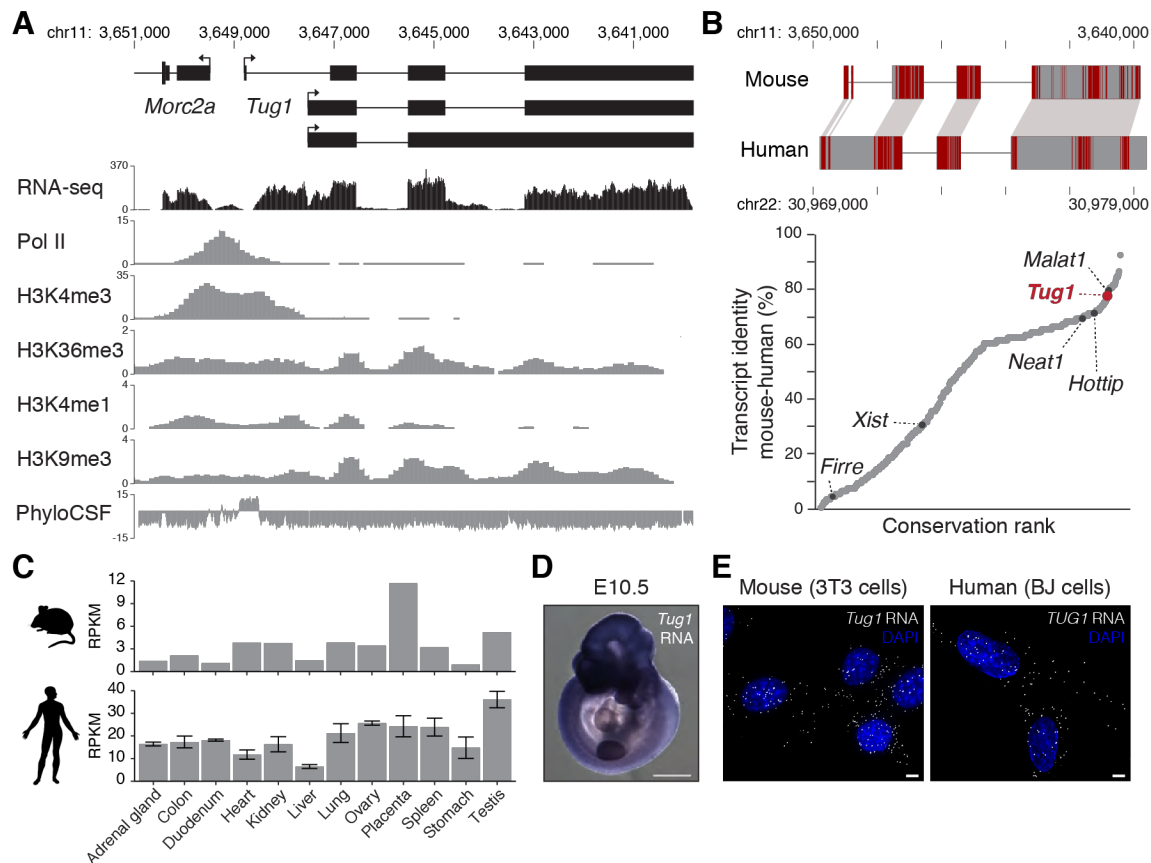 A
chr11: 3,651,000 3,649,000 3,647,000 3,645,000 3,643,000 3,641,000
Morc2a Tug1
RNA-seq
370
0
Pol II
15
0
H3K4me3
35
0
H3K36me3
2
0
H3K4me1
4
0
H3K9me3
4
0
PhyloCSF
15
-15
B
chr11: 3,650,000 3,640,000
Mouse
Human
chr22: 30,969,000 30,979,000
Transcript identity
mouse-human (%)
100
80
60
40
20
0
Malat1
Tug1
Neat1
Hottip
Xist
Firre
Conservation rank
C
RPKM
12
9
6
3
0
RPKM
40
30
20
10
0
Adrenal gland
Colon
Duodenum
Heart
Kidney
Liver
Lung
Ovary
Placenta
Spleen
Stomach
Testis
D
E10.5
Tug1
RNA
E
Mouse (3T3 cells)
Tug1 RNA
DAPI
Human (BJ cells)
TUG1 RNA
DAPI